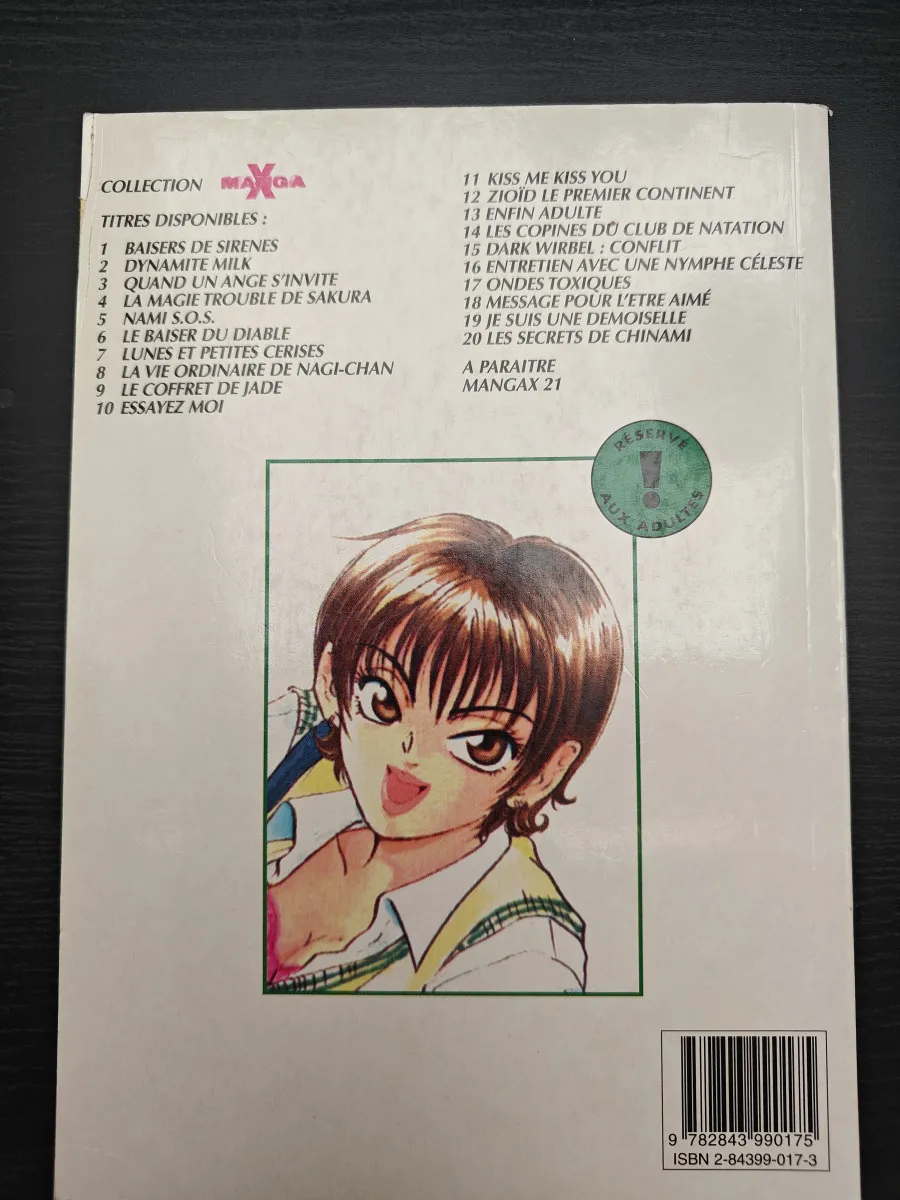 COLLECTION MANGA X
TITRES DISPONIBLES :
1 BAISERS DE SIRENES
2 DYNAMITE MILK
3 QUAND UN ANGE S'INVITE
4 LA MAGIE TROUBLE DE SAKURA
5 NAMI S.O.S.
6 LE BAISER DU DIABLE
7 LUNES ET PETITES CERISES
8 LA VIE ORDINAIRE DE NAGI-CHAN
9 LE COFFRET DE JADE
10 ESSAYEZ MOI
11 KISS ME KISS YOU
12 ZIOÏD LE PREMIER CONTINENT
13 ENFIN ADULTE
14 LES COPINES DU CLUB DE NATATION
15 DARK WIRBEL : CONFLIT
16 ENTRETIEN AVEC UNE NYMPHE CÉLESTE
17 ONDES TOXIQUES
18 MESSAGE POUR L'ETRE AIMÉ
19 JE SUIS UNE DEMOISELLE
20 LES SECRETS DE CHINAMI
A PARAITRE
MANGAX 21
RÉSERVÉ
!
AUX ADULTES
9 782843 990175
ISBN 2-84399-017-3